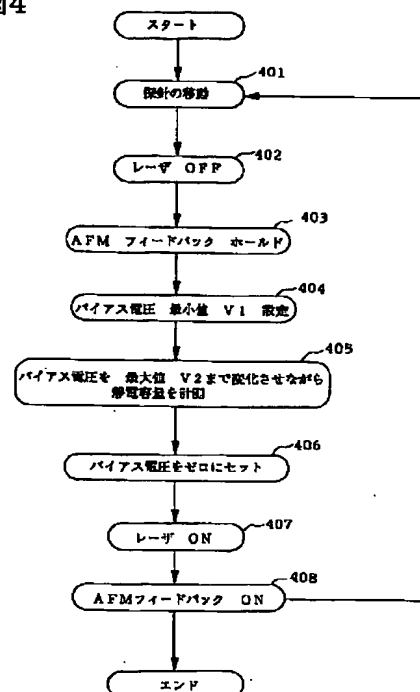 図4
スタート
401
探針の移動
402
レーザ OFF
403
AFM フィードバック ホールド
404
バイアス電圧 最小値 V1 設定
405
バイアス電圧を 最大値 V2まで変化させながら
静電容量を計測
406
バイアス電圧をゼロにセット
407
レーザ ON
408
AFMフィードバック ON
エンド